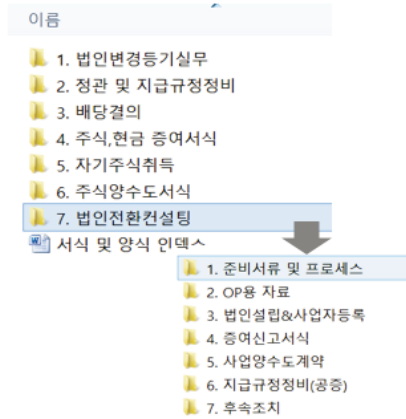 이름
1. 법인변경등기실무
2. 정관 및 지급규정정비
3. 배당결의
4. 주식,현금 증여서식
5. 자기주식취득
6. 주식양수도서식
7. 법인전환컨설팅
서식 및 양식 인덱스
1. 준비서류 및 프로세스
2. OP용 자료
3. 법인설립&사업자등록
4. 증여신고서식
5. 사업양수도계약
6. 지급규정정비(공증)
7. 후속조치